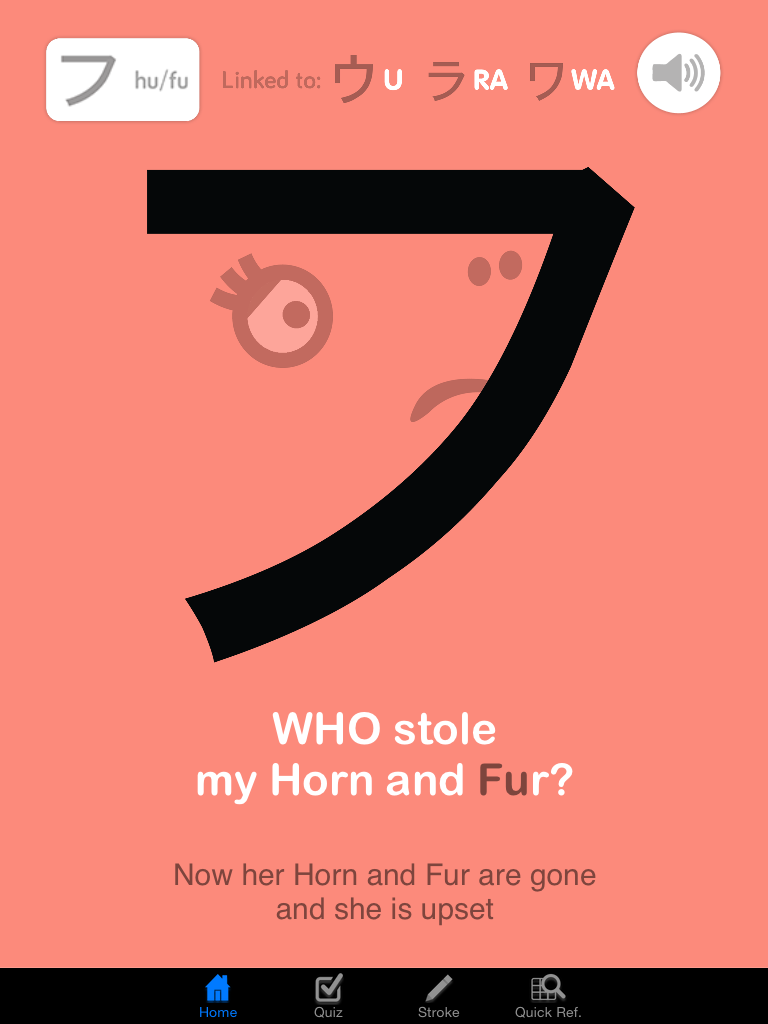 フ hu/fu Linked to: ウ U ラ RA ワ WA
フ
WHO stole
my Horn and Fur?
Now her Horn and Fur are gone
and she is upset
Home Quiz Stroke Quick Ref.